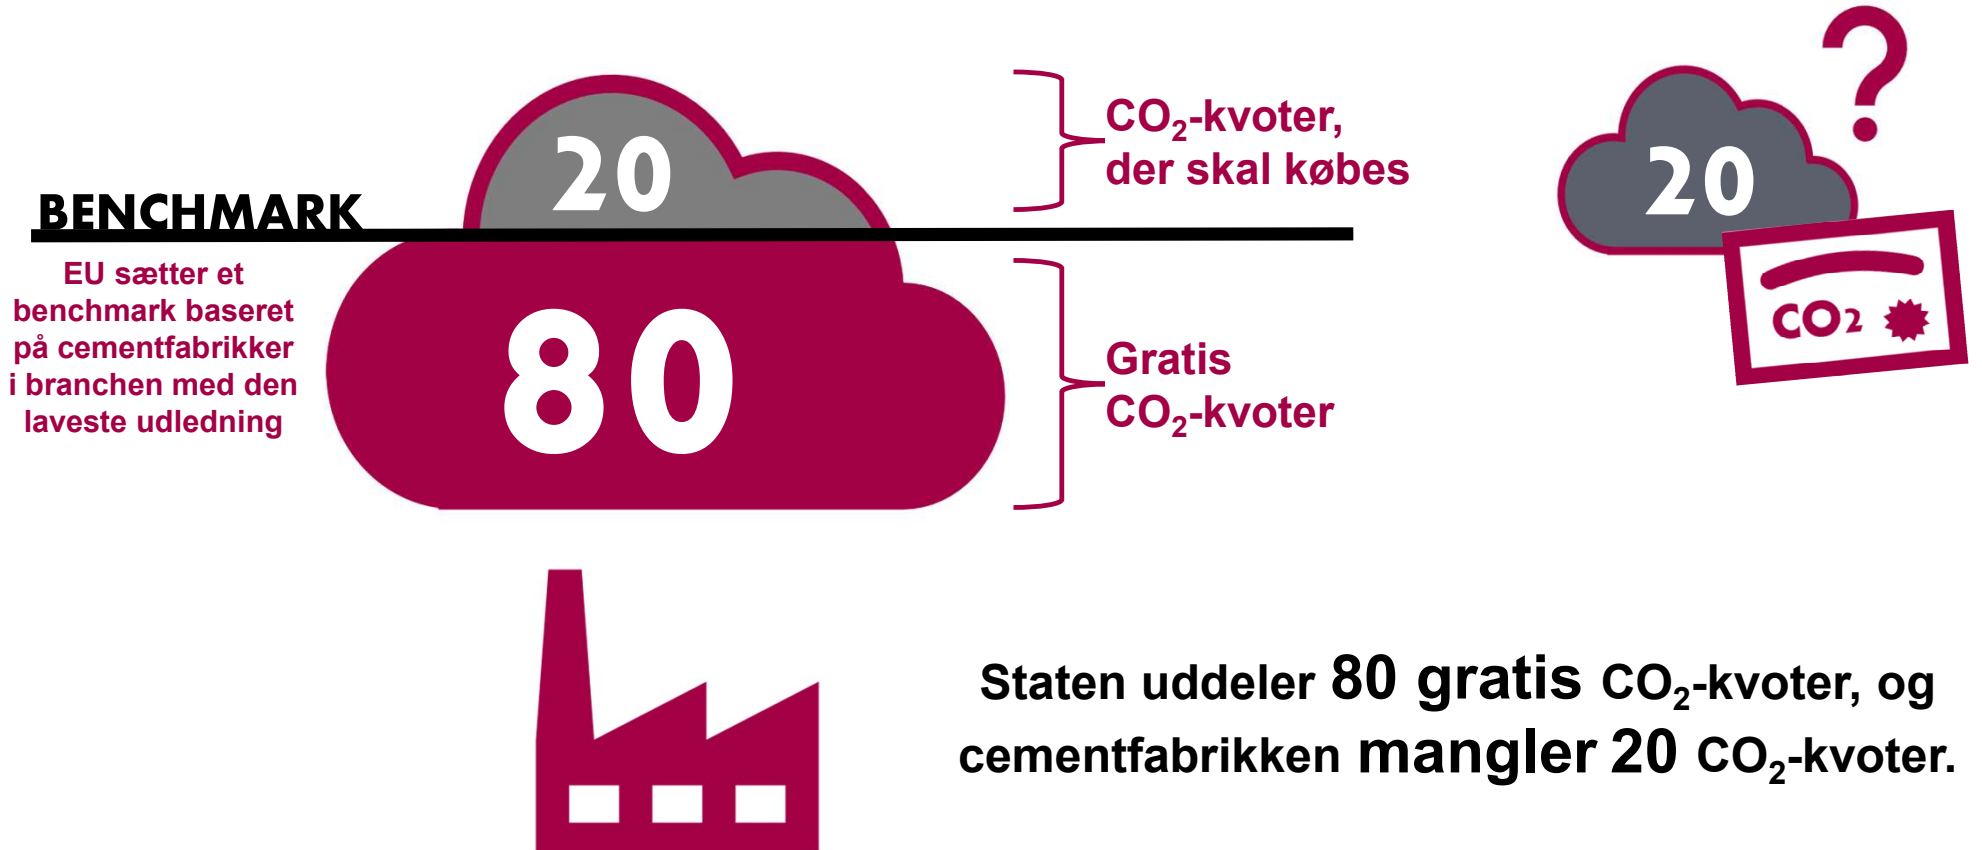 20
CO₂-kvoter,
der skal købes
BENCHMARK
EU sætter et
benchmark baseret
på cementfabrikker
i branchen med den
laveste udledning
80
Gratis
CO₂-kvoter
20
CO2
Staten uddeler 80 gratis CO₂-kvoter, og
cementfabrikken mangler 20 CO₂-kvoter.